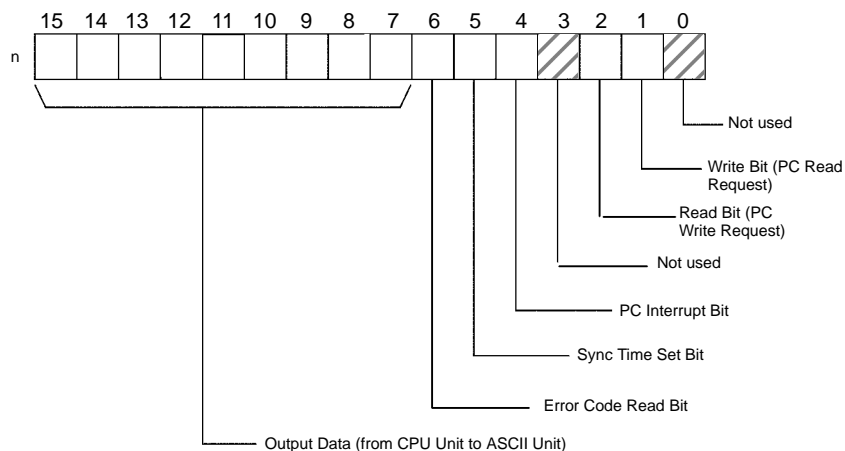 15 14 13 12 11 10 9 8 7 6 5 4 3 2 1 0
n
Not used
Write Bit (PC Read
Request)
Read Bit (PC
Write Request)
Not used
PC Interrupt Bit
Sync Time Set Bit
Error Code Read Bit
Output Data (from CPU Unit to ASCII Unit)